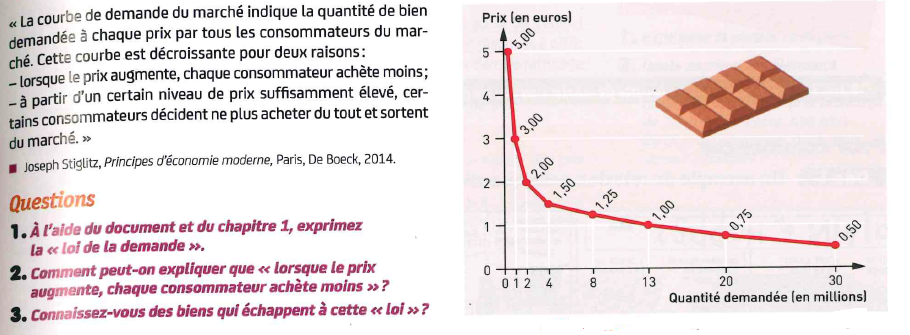 « La courbe de demande du marché indique la quantité de bien
demandée à chaque prix par tous les consommateurs du mar-
ché. Cette courbe est décroissante pour deux raisons :
– lorsque le prix augmente, chaque consommateur achète moins ;
– à partir d'un certain niveau de prix suffisamment élevé, cer-
tains consommateurs décident ne plus acheter du tout et sortent
du marché. »
Joseph Stiglitz, Principes d'économie moderne, Paris, De Boeck, 2014.
Questions
1. À l'aide du document et du chapitre 1, exprimez
la « loi de la demande ».
2. Comment peut-on expliquer que « lorsque le prix
augmente, chaque consommateur achète moins » ?
3. Connaissez-vous des biens qui échappent à cette « loi » ?
Prix (en euros)
5
4
3
2
1
0
5,00
3,00
2,00
1,50
1,25
1,00
0,75
0,50
0 1 2 4 8 13 20 30
Quantité demandée (en millions)